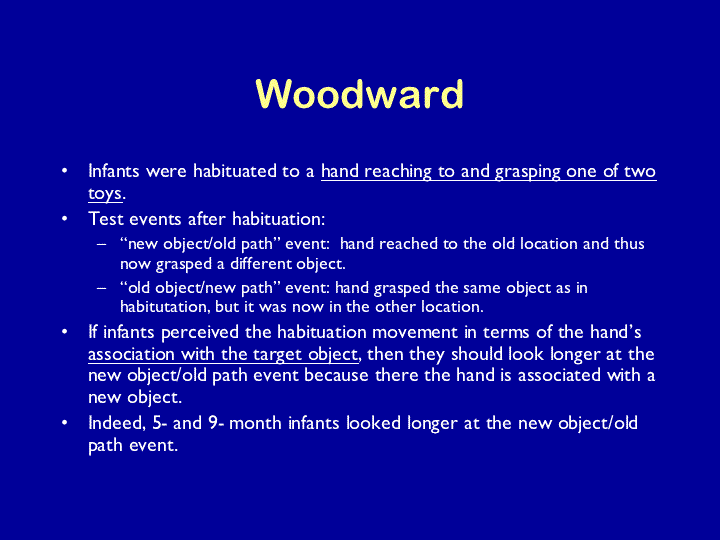 Woodward
• Infants were habituated to a hand reaching to and grasping one of two
toys.
• Test events after habituation:
– “new object/old path” event: hand reached to the old location and thus
now grasped a different object.
– “old object/new path” event: hand grasped the same object as in
habitutation, but it was now in the other location.
• If infants perceived the habituation movement in terms of the hand’s
association with the target object, then they should look longer at the
new object/old path event because there the hand is associated with a
new object.
• Indeed, 5- and 9- month infants looked longer at the new object/old
path event.